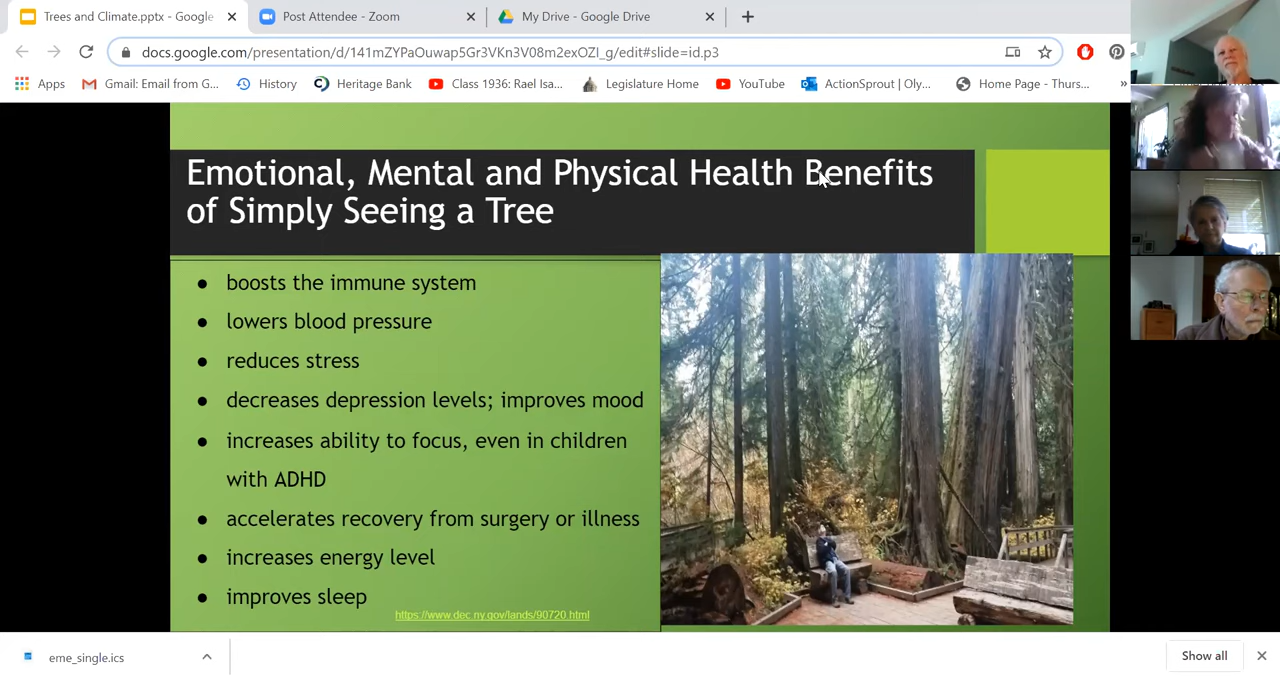 Trees and Climate.pptx - Google
Post Attendee - Zoom
My Drive - Google Drive
docs.google.com/presentation/d/141mZYPaOuwap5Gr3VKn3V08m2exOZI_g/edit#slide=id.p3
Apps
Gmail: Email from G...
History
Heritage Bank
Class 1936: Rael Isa...
Legislature Home
YouTube
ActionSprout | Oly...
Home Page - Thurs...
»
Emotional, Mental and Physical Health Benefits
of Simply Seeing a Tree
● boosts the immune system
● lowers blood pressure
● reduces stress
● decreases depression levels; improves mood
● increases ability to focus, even in children
with ADHD
● accelerates recovery from surgery or illness
● increases energy level
● improves sleep
https://www.dec.ny.gov/lands/90720.html
eme_single.ics
Show all